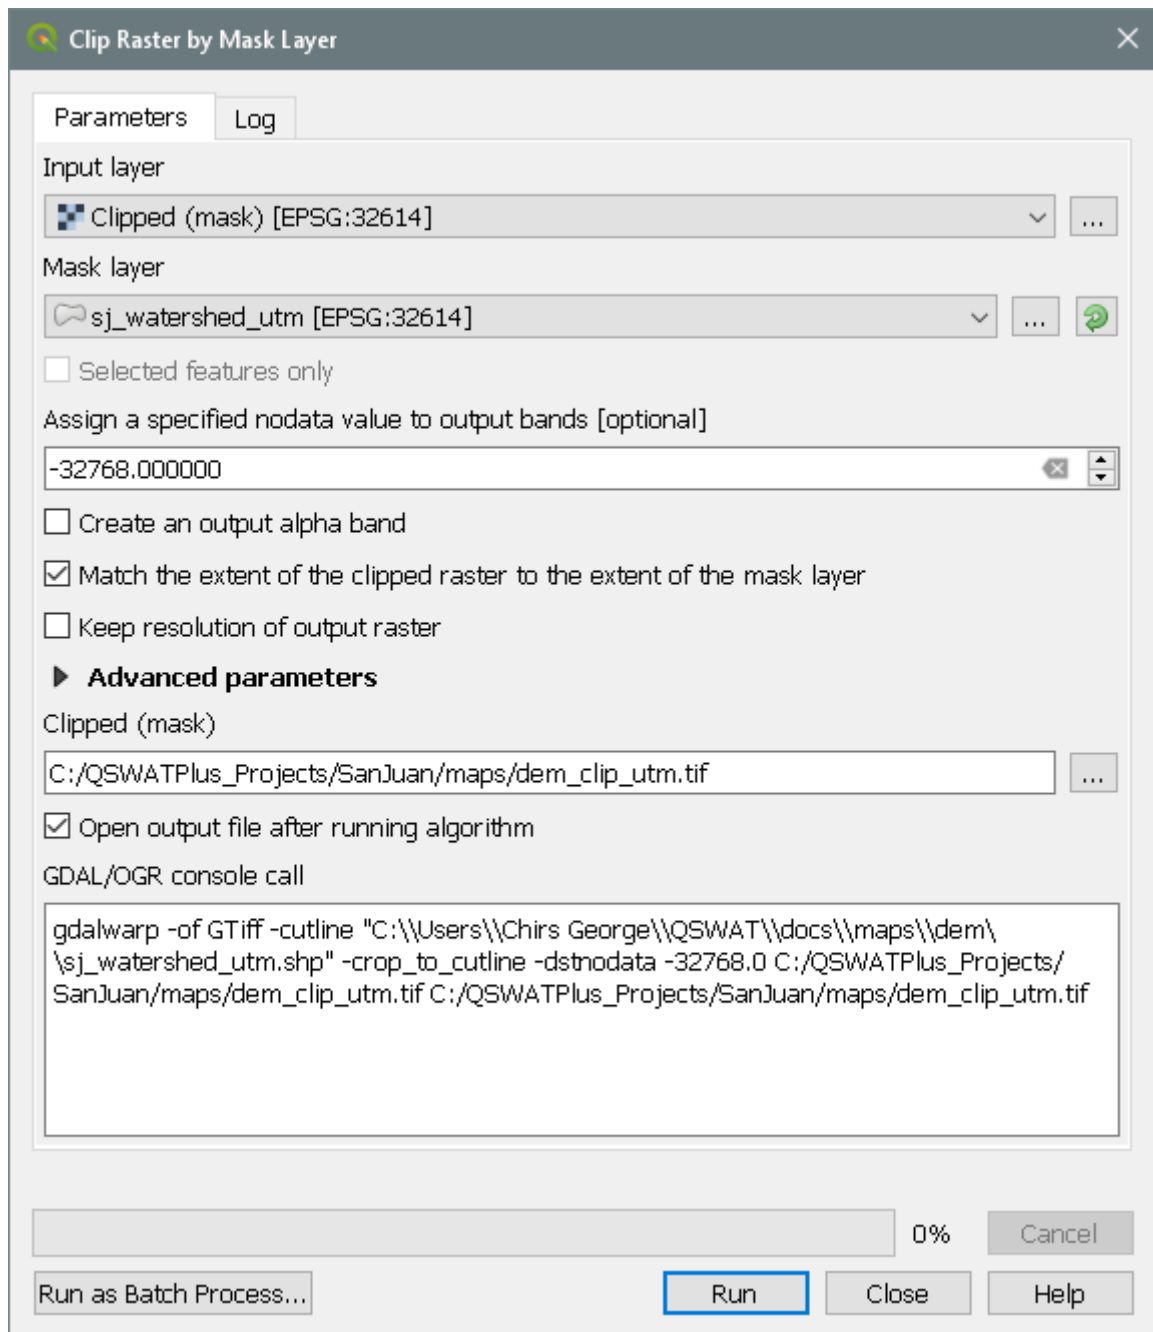 Clip Raster by Mask Layer
Parameters
Log
Input layer
Clipped (mask) [EPSG:32614]
...
Mask layer
sj_watershed_utm [EPSG:32614]
...
Selected features only
Assign a specified nodata value to output bands [optional]
-32768.000000
Create an output alpha band
Match the extent of the clipped raster to the extent of the mask layer
Keep resolution of output raster
Advanced parameters
Clipped (mask)
C:/QSWATPlus_Projects/SanJuan/maps/dem_clip_utm.tif
...
Open output file after running algorithm
GDAL/OGR console call
gdalwarp -of GTiff -cutline "C:\\Users\\Chirs George\\QSWAT\\docs\\maps\\dem\
\sj_watershed_utm.shp" -crop_to_cutline -dstnodata -32768.0 C:/QSWATPlus_Projects/
SanJuan/maps/dem_clip_utm.tif C:/QSWATPlus_Projects/SanJuan/maps/dem_clip_utm.tif
0%
Cancel
Run as Batch Process...
Run
Close
Help